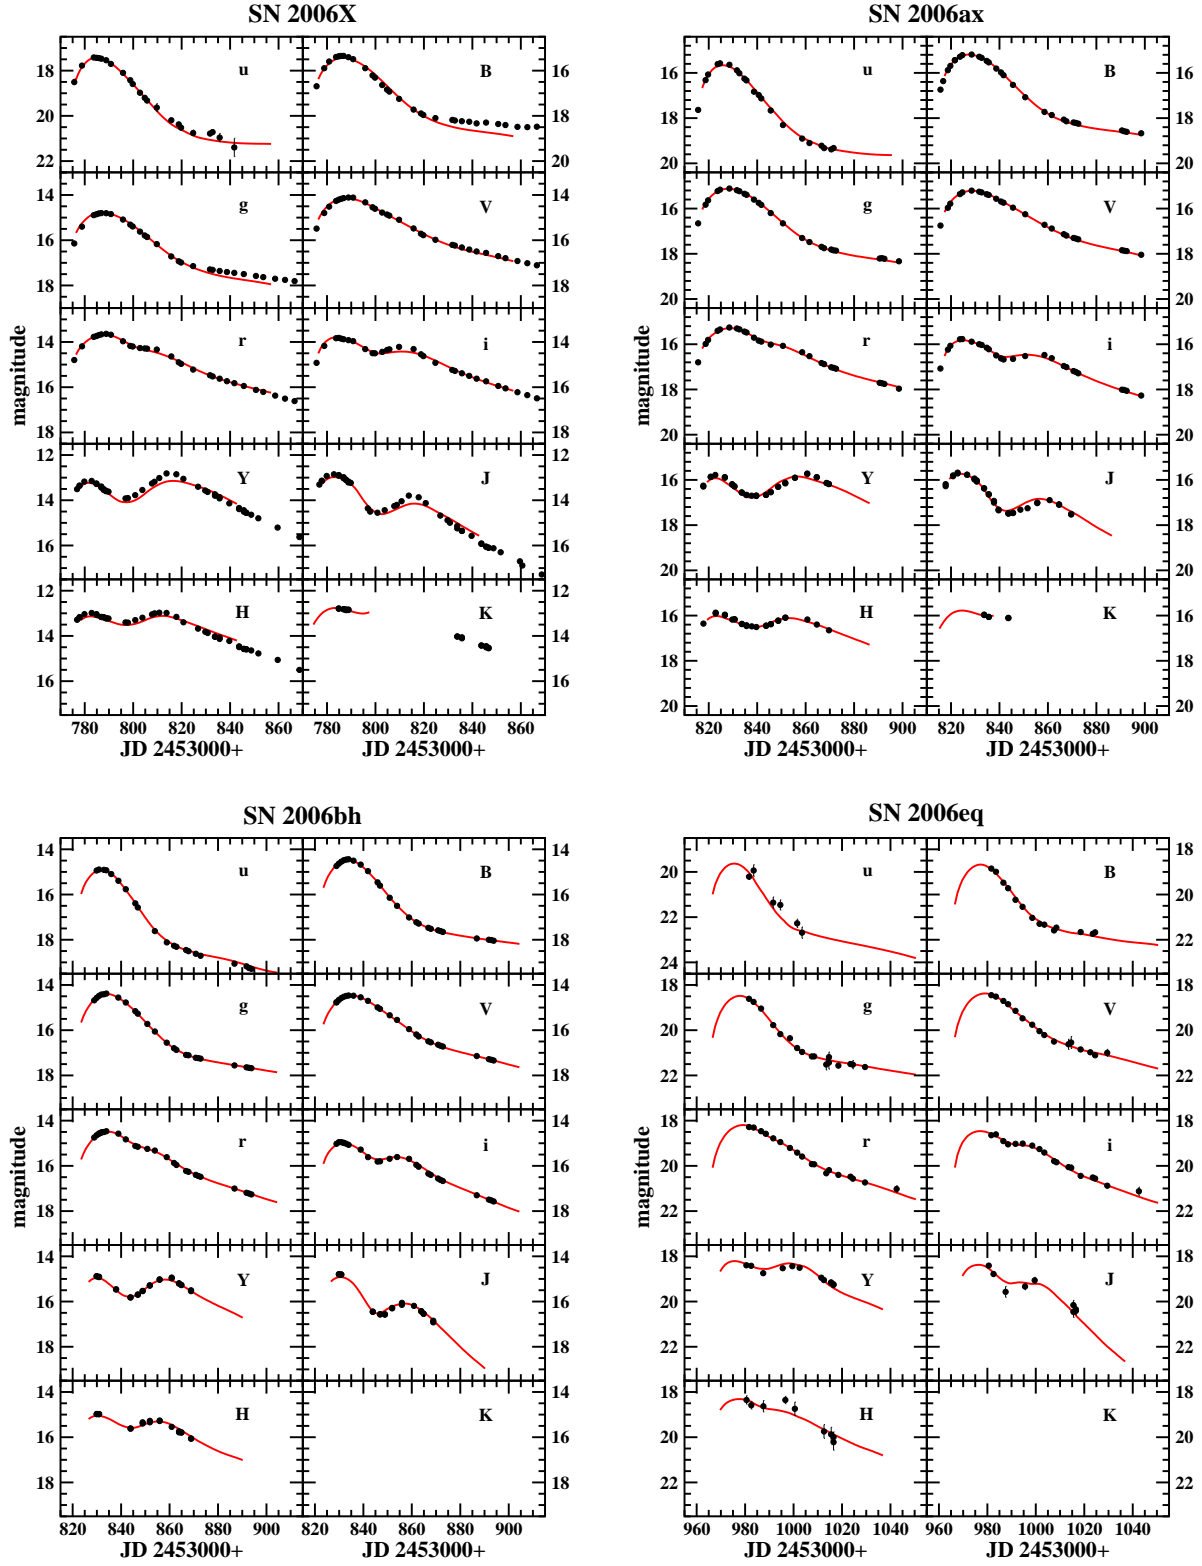 SN 2006X
SN 2006ax
u
B
18
20
22
16
18
20
16
18
20
16
18
20
u
B
g
V
14
16
18
14
16
18
16
18
20
16
18
20
g
V
r
i
14
16
18
14
16
18
16
18
20
16
18
20
r
i
magnitude
magnitude
Y
J
12
14
16
12
14
16
16
18
20
16
18
20
Y
J
H
K
12
14
16
12
14
16
16
18
20
16
18
20
H
K
780 800 820 840 860
780 800 820 840 860
820 840 860 880 900
820 840 860 880 900
JD 2453000+
JD 2453000+
JD 2453000+
JD 2453000+
SN 2006bh
SN 2006eq
u
B
14
16
18
14
16
18
20
22
24
18
20
22
u
B
g
V
14
16
18
14
16
18
18
20
22
18
20
22
g
V
r
i
14
16
18
14
16
18
18
20
22
18
20
22
r
i
magnitude
magnitude
Y
J
14
16
18
14
16
18
18
20
22
18
20
22
Y
J
H
K
14
16
18
14
16
18
18
20
22
18
20
22
H
K
820 840 860 880 900
820 840 860 880 900
960 980 1000 1020 1040
960 980 1000 1020 1040
JD 2453000+
JD 2453000+
JD 2453000+
JD 2453000+